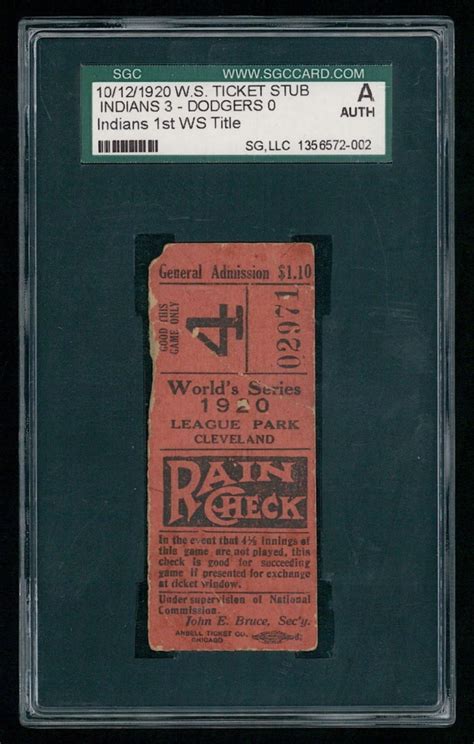 SGC WWW.SGCCARD.COM
10/12/1920 W.S. TICKET STUB
INDIANS 3 - DODGERS 0
Indians 1st WS Title
A
AUTH
SG,LLC 1356572-002
General Admission $1.10
GOOD THIS
GAME ONLY
4
02971
World's Series
1920
LEAGUE PARK
CLEVELAND
RAIN
CHECK
In the event that 4½ innings of
this game are not played, this
check is good for succeeding
game if presented for exchange
at ticket window.
Under supervision of National
Commission.
John E. Bruce, Sec'y.
ANSELL TICKET CO.
CHICAGO